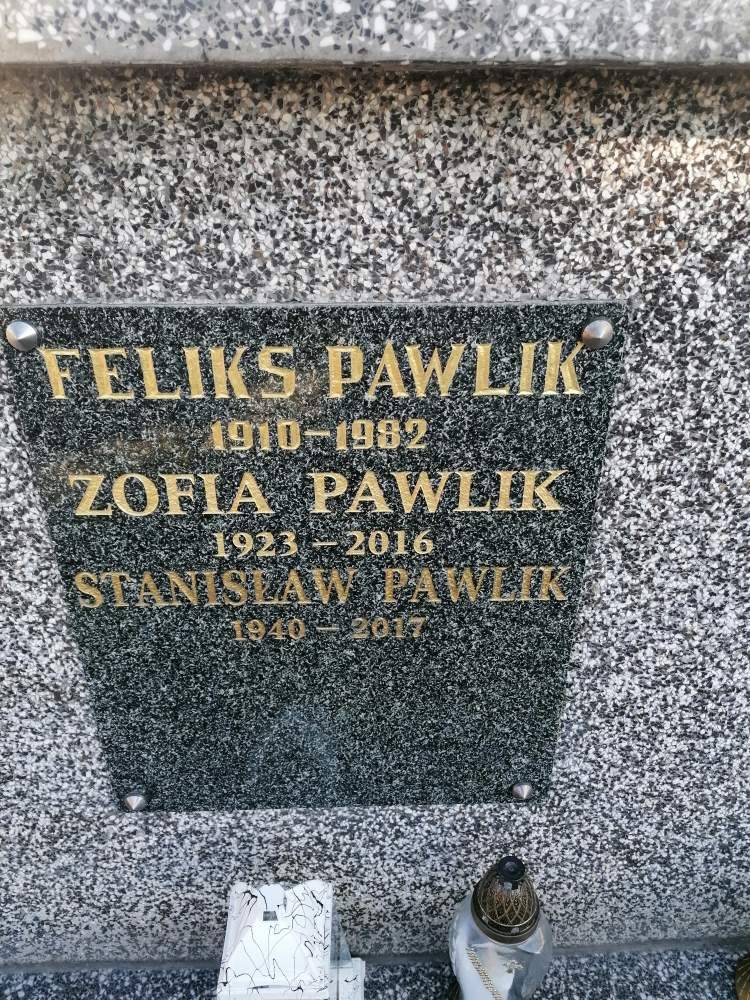 FELIKS PAWLIK
1910-1982
ZOFIA PAWLIK
1923 - 2016
STANISŁAW PAWLIK
1940 - 2017